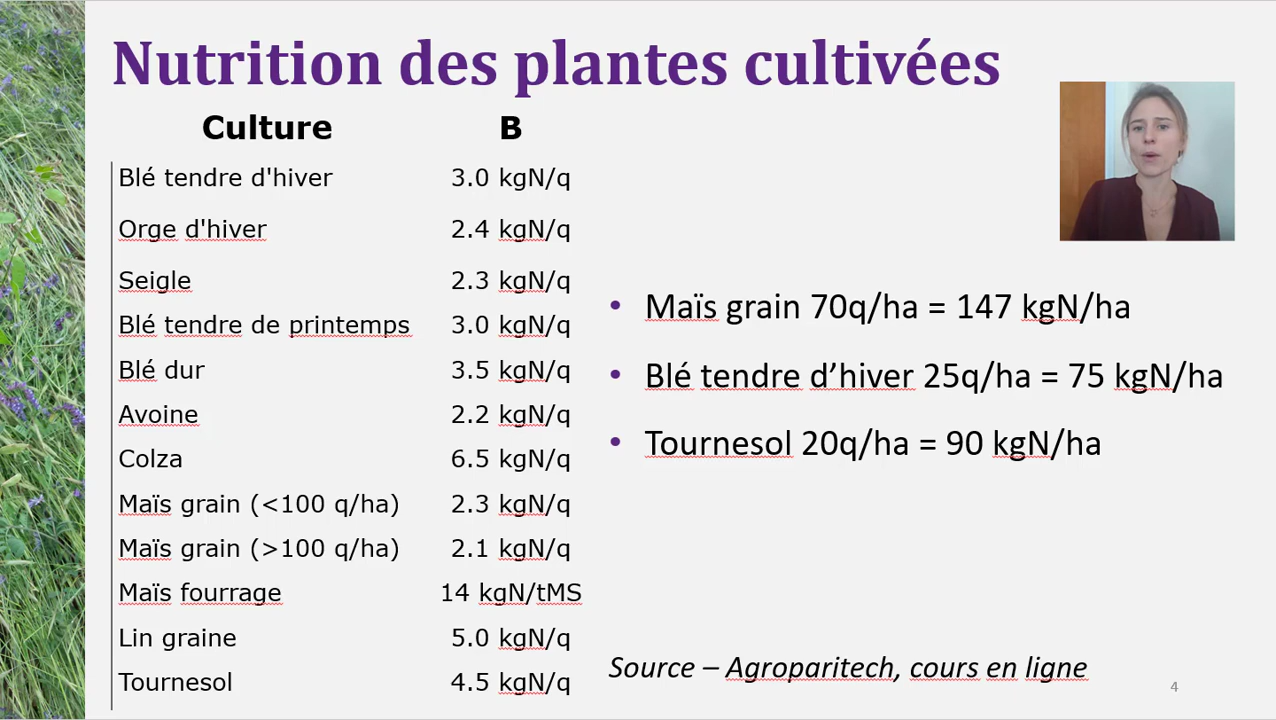 Nutrition des plantes cultivées
Culture B
Blé tendre d'hiver 3.0 kgN/q
Orge d'hiver 2.4 kgN/q
Seigle 2.3 kgN/q
Blé tendre de printemps 3.0 kgN/q
Blé dur 3.5 kgN/q
Avoine 2.2 kgN/q
Colza 6.5 kgN/q
Maïs grain (<100 q/ha) 2.3 kgN/q
Maïs grain (>100 q/ha) 2.1 kgN/q
Maïs fourrage 14 kgN/tMS
Lin graine 5.0 kgN/q
Tournesol 4.5 kgN/q
• Maïs grain 70q/ha = 147 kgN/ha
• Blé tendre d’hiver 25q/ha = 75 kgN/ha
• Tournesol 20q/ha = 90 kgN/ha
Source – Agroparitech, cours en ligne
4